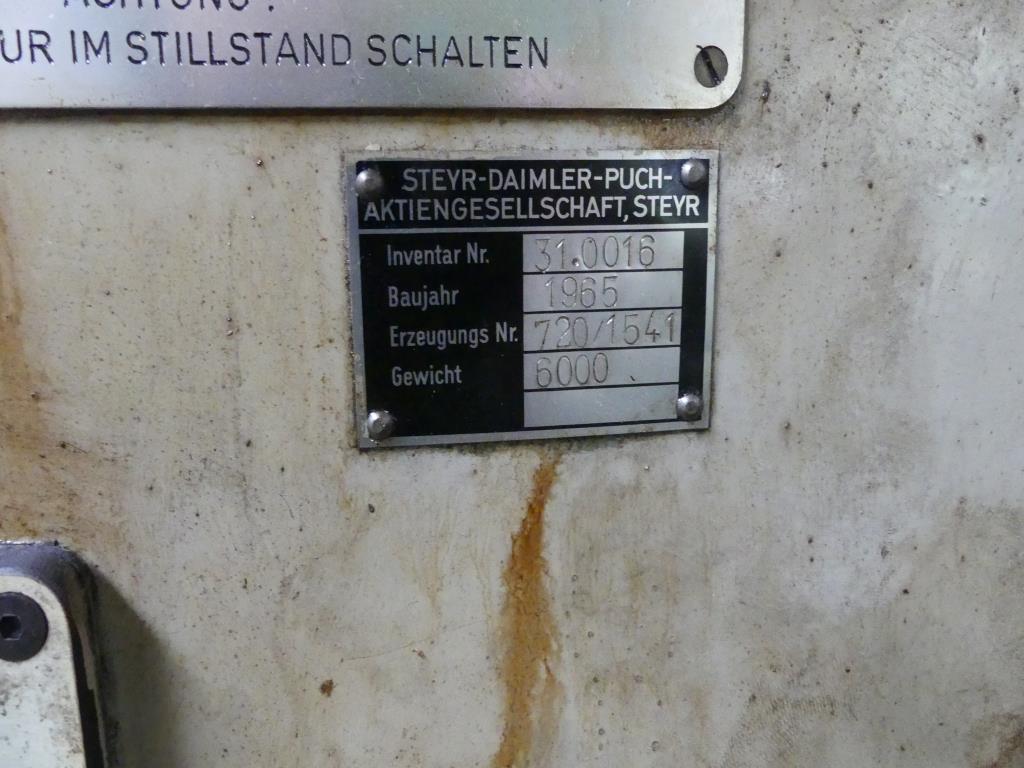 ACHTUNG !
UR IM STILLSTAND SCHALTEN
STEYR-DAIMLER-PUCH-
AKTIENGESELLSCHAFT, STEYR
Inventar Nr. 31.0016
Baujahr 1965
Erzeugungs Nr. 720/1541
Gewicht 6000